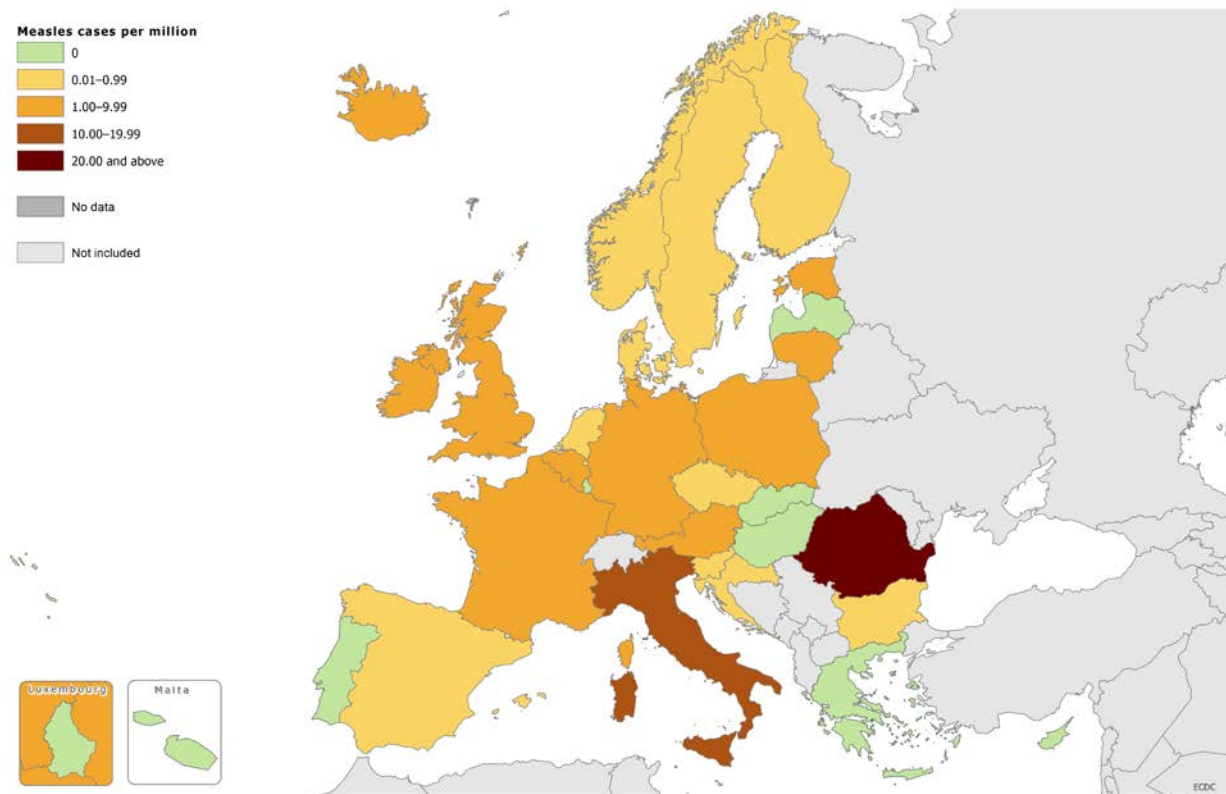 Measles cases per million
0
0.01–0.99
1.00–9.99
10.00–19.99
20.00 and above
No data
Not included
Luxembourg
Malta
ECDC